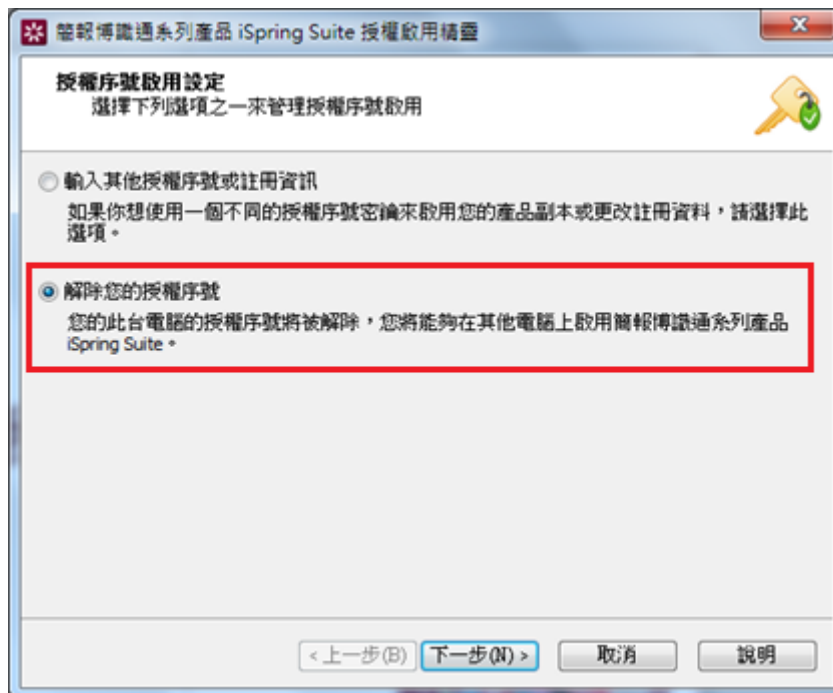 簡報博識通系列產品 iSpring Suite 授權啟用精靈
授權序號啟用設定
選擇下列選項之一來管理授權序號啟用
輸入其他授權序號或註冊資訊
如果你想使用一個不同的授權序號密鑰來啟用您的產品副本或更改註冊資料，請選擇此
選項。
解除您的授權序號
您的此台電腦的授權序號將被解除，您將能夠在其他電腦上啟用簡報博識通系列產品
iSpring Suite。
<上一步(B) 下一步(N) > 取消 說明